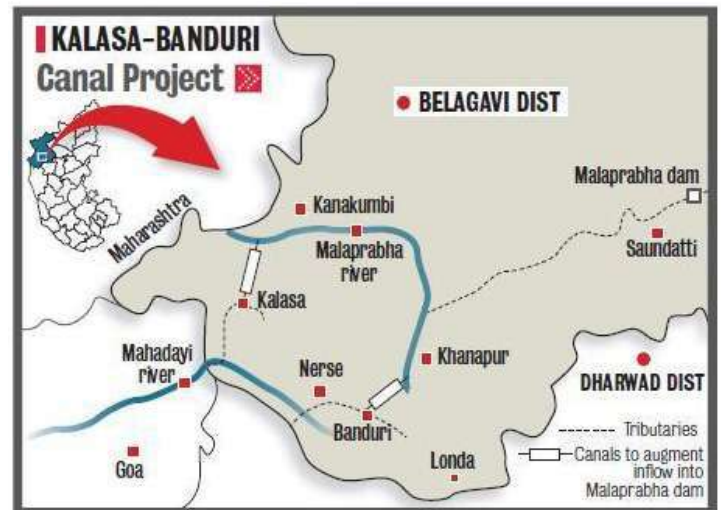 KALASA-BANDURI
Canal Project
BELAGAVI DIST
Malaprabha dam
Kanakumbi
Maharashtra
Malaprabha
river
Saundatti
Kalasa
Mahadayi
river
Nerse
Khanapur
DHARWAD DIST
Banduri
Tributaries
Goa
Londa
Canals to augment
inflow into
Malaprabha dam